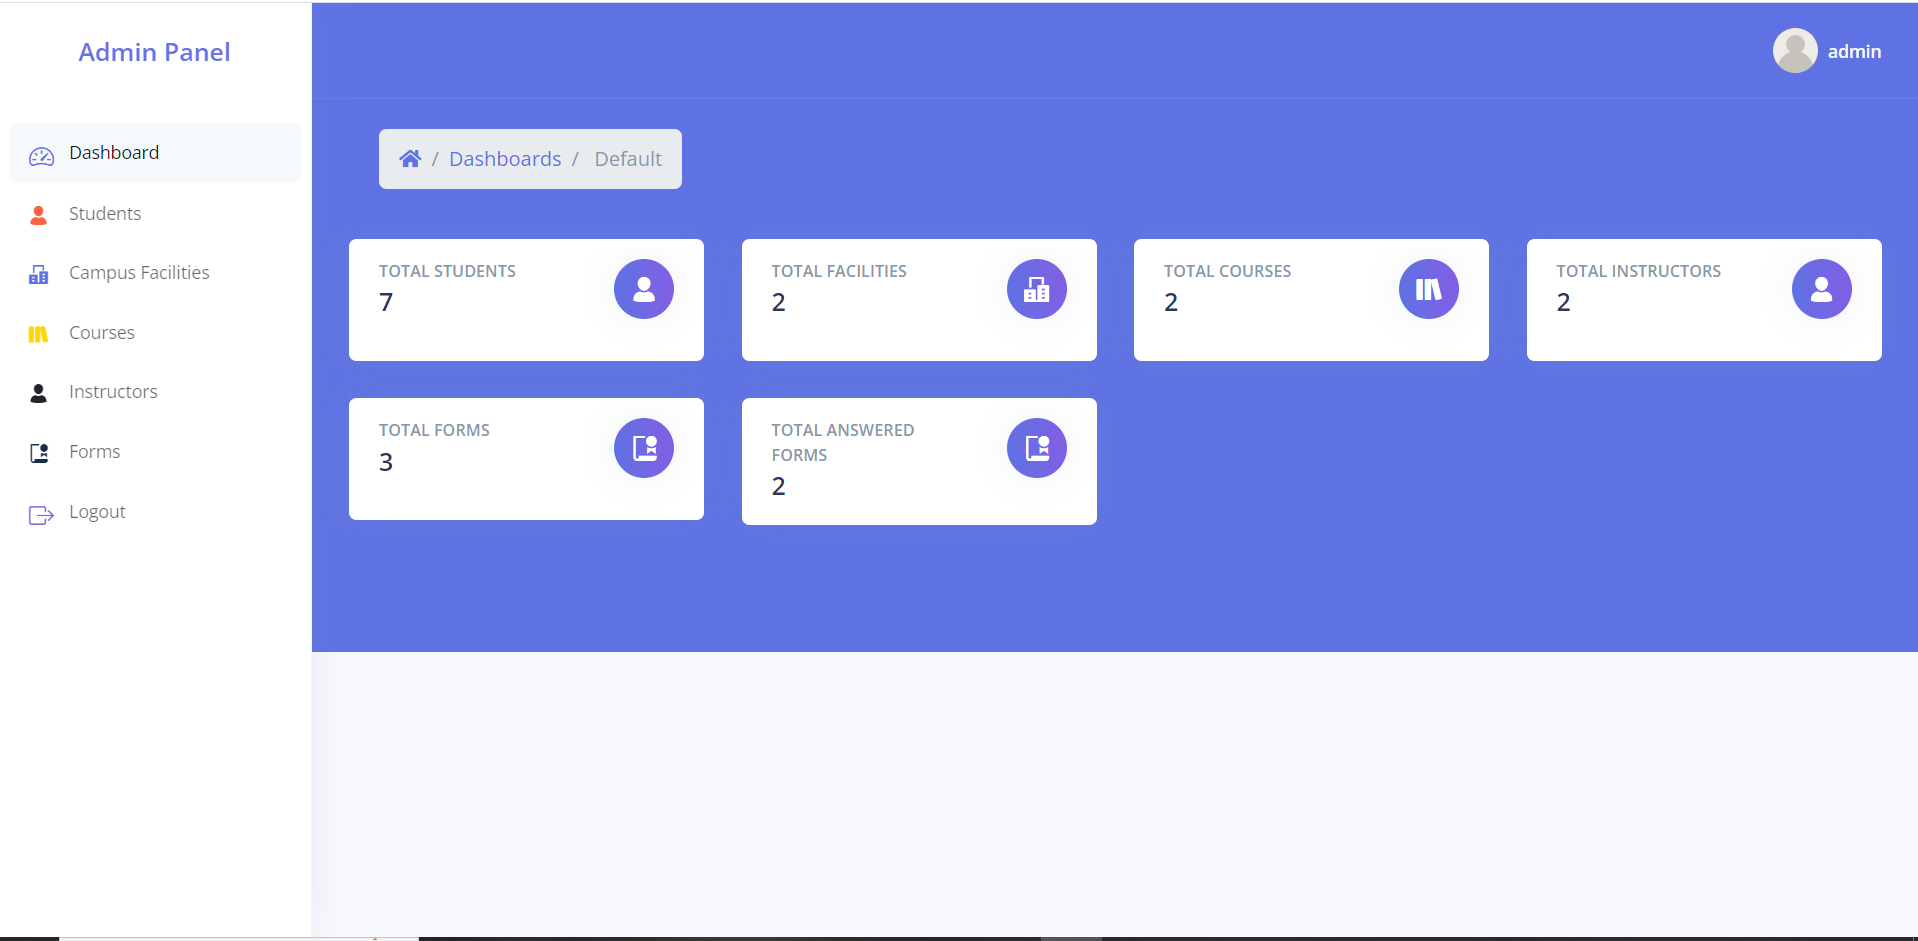 Admin Panel
admin
Dashboard
Students
Campus Facilities
Courses
Instructors
Forms
Logout
/ Dashboards / Default
TOTAL STUDENTS
7
TOTAL FACILITIES
2
TOTAL COURSES
2
TOTAL INSTRUCTORS
2
TOTAL FORMS
3
TOTAL ANSWERED
FORMS
2